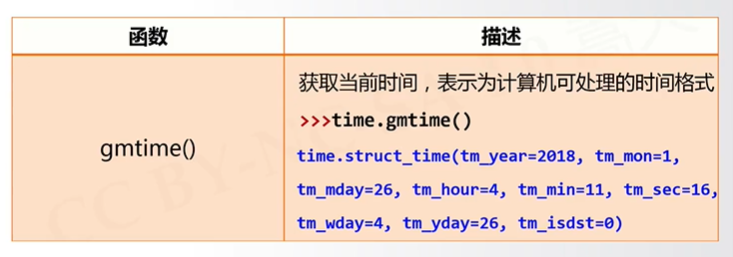 函数
描述
gmtime()
获取当前时间，表示为计算机可处理的时间格式
>>>time.gmtime()
time.struct_time(tm_year=2018, tm_mon=1,
tm_mday=26, tm_hour=4, tm_min=11, tm_sec=16,
tm_wday=4, tm_yday=26, tm_isdst=0)